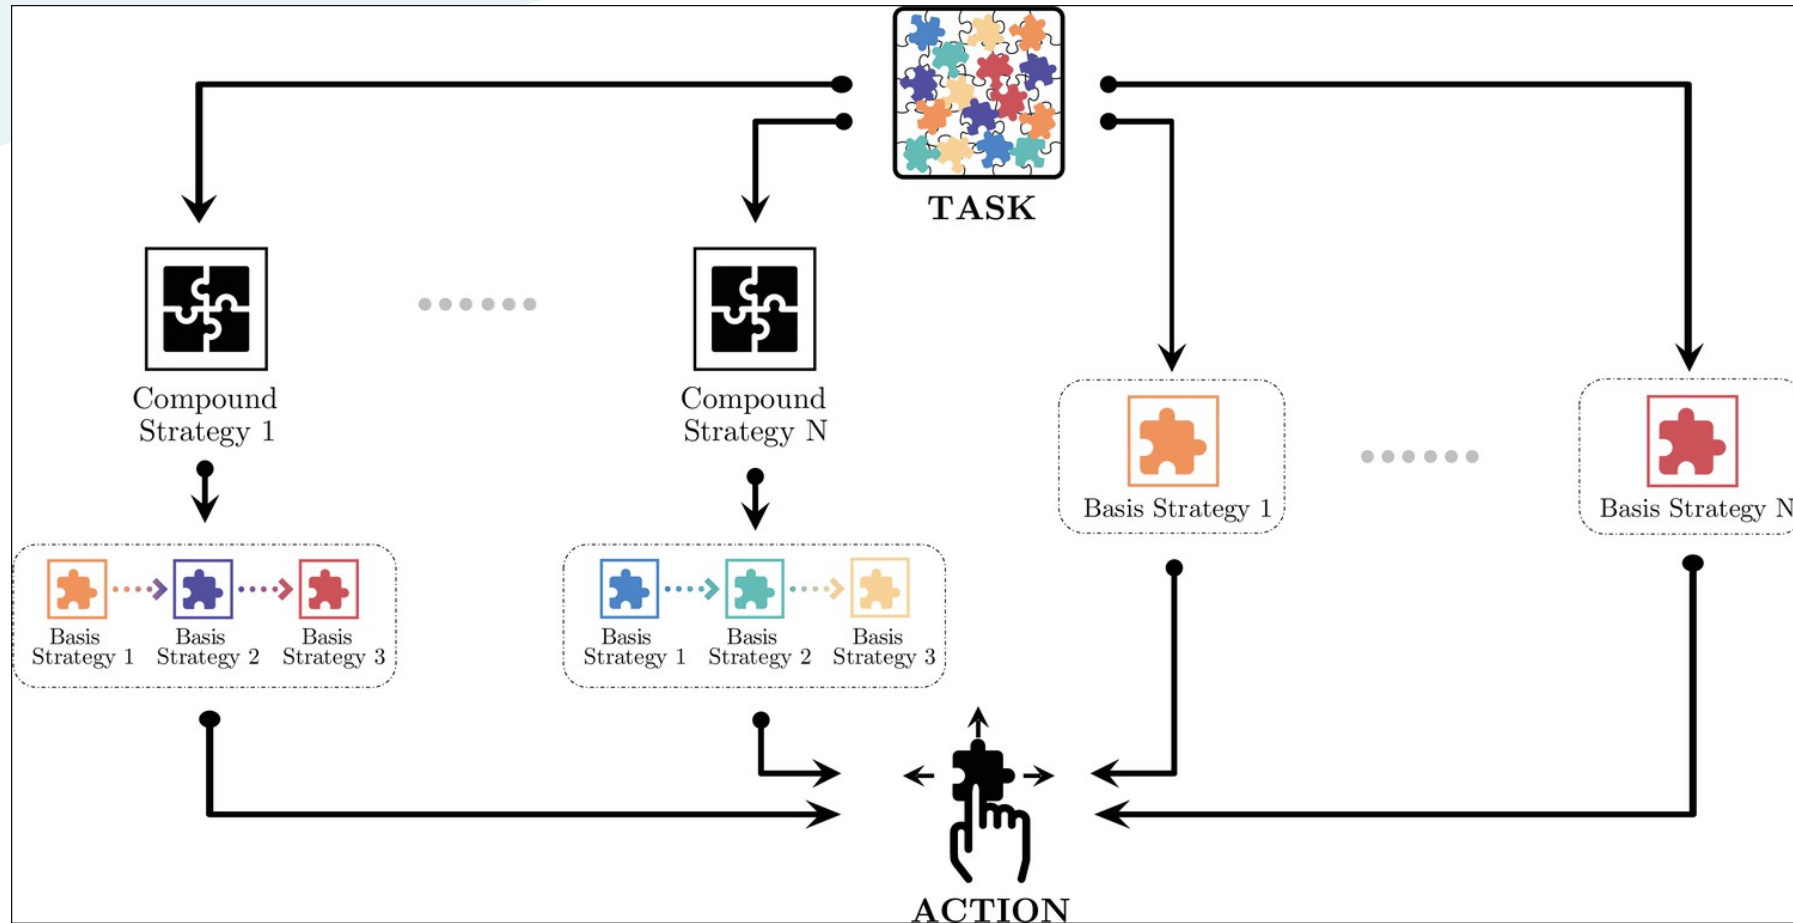 TASK
Compound
Strategy 1
Compound
Strategy N
Basis Strategy 1
Basis Strategy N
Basis
Strategy 1
Basis
Strategy 2
Basis
Strategy 3
Basis
Strategy 1
Basis
Strategy 2
Basis
Strategy 3
ACTION